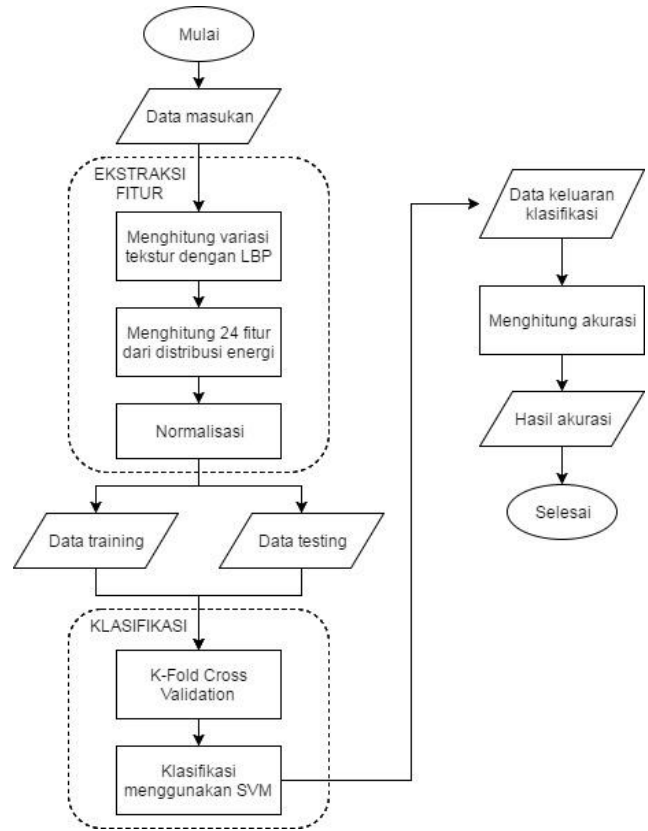 Mulai
Data masukan
EKSTRAKSI
FITUR
Menghitung variasi
tekstur dengan LBP
Menghitung 24 fitur
dari distribusi energi
Normalisasi
Data training
Data testing
KLASIFIKASI
K-Fold Cross
Validation
Klasifikasi
menggunakan SVM
Data keluaran
klasifikasi
Menghitung akurasi
Hasil akurasi
Selesai